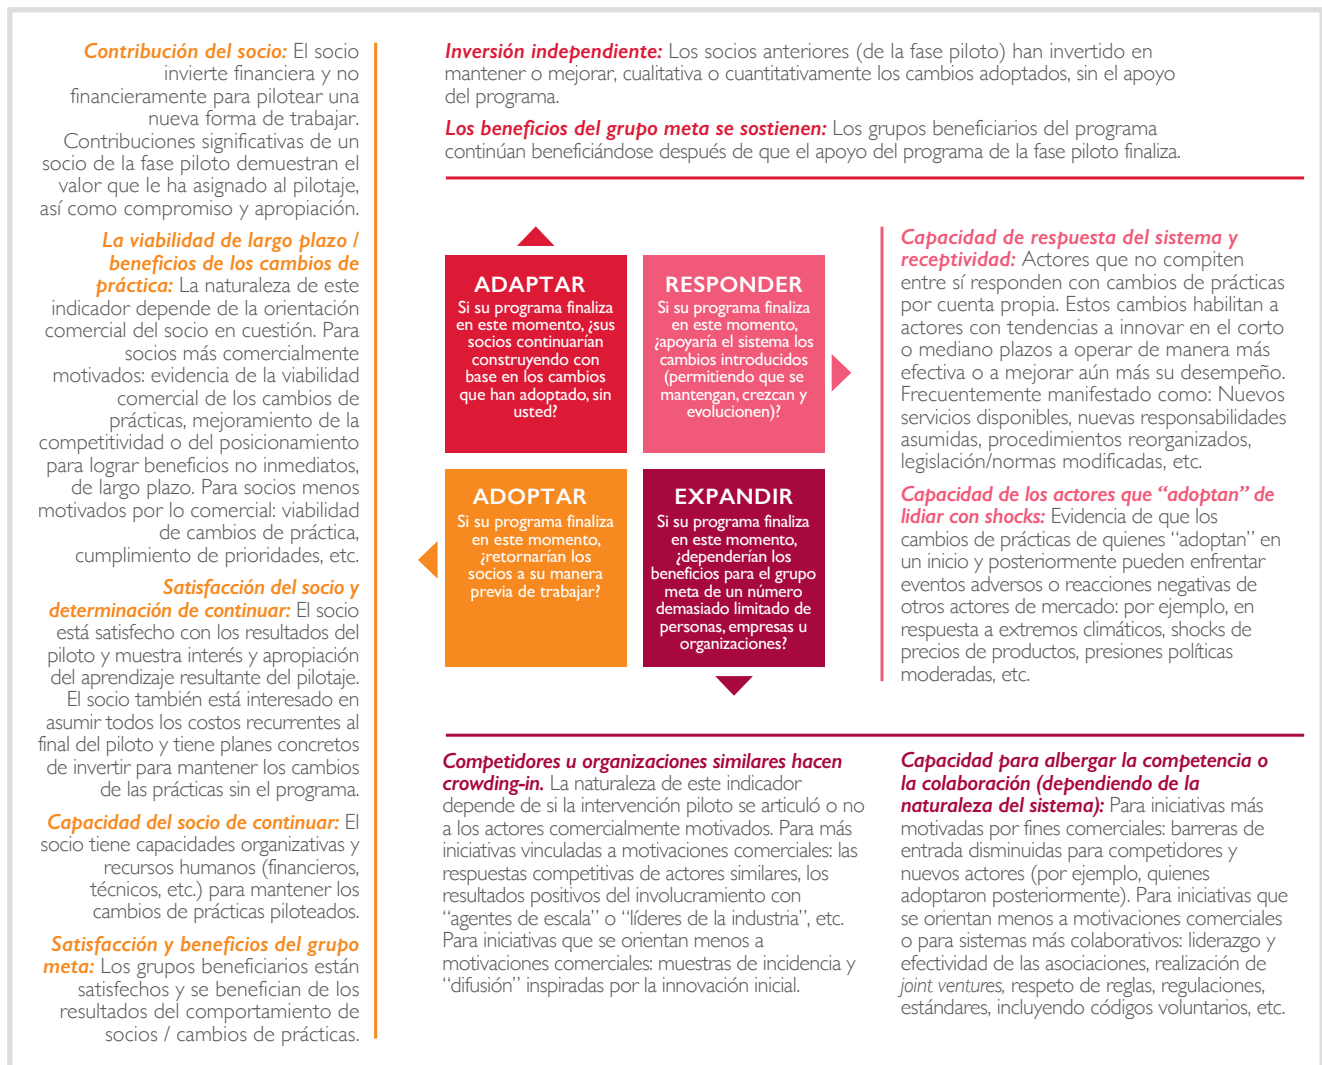 Contribución del socio: El socio
invierte financiera y no
financieramente para pilotear una
nueva forma de trabajar.
Contribuciones significativas de un
socio de la fase piloto demuestran el
valor que le ha asignado al pilotaje,
así como compromiso y apropiación.
La viabilidad de largo plazo /
beneficios de los cambios de
práctica: La naturaleza de este
indicador depende de la orientación
comercial del socio en cuestión. Para
socios más comercialmente
motivados: evidencia de la viabilidad
comercial de los cambios de
prácticas, mejoramiento de la
competitividad o del posicionamiento
para lograr beneficios no inmediatos,
de largo plazo. Para socios menos
motivados por lo comercial: viabilidad
de cambios de práctica,
cumplimiento de prioridades, etc.
Satisfacción del socio y
determinación de continuar: El socio
está satisfecho con los resultados del
piloto y muestra interés y apropiación
del aprendizaje resultante del pilotaje.
El socio también está interesado en
asumir todos los costos recurrentes al
final del piloto y tiene planes concretos
de invertir para mantener los cambios
de las prácticas sin el programa.
Capacidad del socio de continuar: El
socio tiene capacidades organizativas y
recursos humanos (financieros,
técnicos, etc.) para mantener los
cambios de prácticas piloteados.
Satisfacción y beneficios del grupo
meta: Los grupos beneficiarios están
satisfechos y se benefician de los
resultados del comportamiento de
socios / cambios de prácticas.
Inversión independiente: Los socios anteriores (de la fase piloto) han invertido en
mantener o mejorar, cualitativa o cuantitativamente los cambios adoptados, sin el apoyo
del programa.
Los beneficios del grupo meta se sostienen: Los grupos beneficiarios del programa
continúan beneficiándose después de que el apoyo del programa de la fase piloto finaliza.
ADAPTAR
Si su programa finaliza
en este momento, ¿sus
socios continuarían
construyendo con
base en los cambios
que han adoptado, sin
usted?
RESPONDER
Si su programa finaliza
en este momento,
¿apoyaría el sistema los
cambios introducidos
(permitiendo que se
mantengan, crezcan y
evolucionen)?
ADOPTAR
Si su programa finaliza
en este momento,
¿retornarían los
socios a su manera
previa de trabajar?
EXPANDIR
Si su programa finaliza
en este momento,
¿dependerían los
beneficios para el grupo
meta de un número
demasiado limitado de
personas, empresas u
organizaciones?
Capacidad de respuesta del sistema y
receptividad: Actores que no compiten
entre sí responden con cambios de prácticas
por cuenta propia. Estos cambios habilitan a
actores con tendencias a innovar en el corto
o mediano plazos a operar de manera más
efectiva o a mejorar aún más su desempeño.
Frecuentemente manifestado como: Nuevos
servicios disponibles, nuevas responsabilidades
asumidas, procedimientos reorganizados,
legislación/normas modificadas, etc.
Capacidad de los actores que “adoptan” de
lidiar con shocks: Evidencia de que los
cambios de prácticas de quienes “adoptan” en
un inicio y posteriormente pueden enfrentar
eventos adversos o reacciones negativas de
otros actores de mercado: por ejemplo, en
respuesta a extremos climáticos, shocks de
precios de productos, presiones políticas
moderadas, etc.
Competidores u organizaciones similares hacen
crowding-in. La naturaleza de este indicador
depende de si la intervención piloto se articuló o no
a los actores comercialmente motivados. Para más
iniciativas vinculadas a motivaciones comerciales: las
respuestas competitivas de actores similares, los
resultados positivos del involucramiento con
“agentes de escala” o “líderes de la industria”, etc.
Para iniciativas que se orientan menos a
motivaciones comerciales: muestras de incidencia y
“difusión” inspiradas por la innovación inicial.
Capacidad para albergar la competencia o
la colaboración (dependiendo de la
naturaleza del sistema): Para iniciativas más
motivadas por fines comerciales: barreras de
entrada disminuidas para competidores y
nuevos actores (por ejemplo, quienes
adoptaron posteriormente). Para iniciativas que
se orientan menos a motivaciones comerciales
o para sistemas más colaborativos: liderazgo y
efectividad de las asociaciones, realización de
joint ventures, respeto de reglas, regulaciones,
estándares, incluyendo códigos voluntarios, etc.